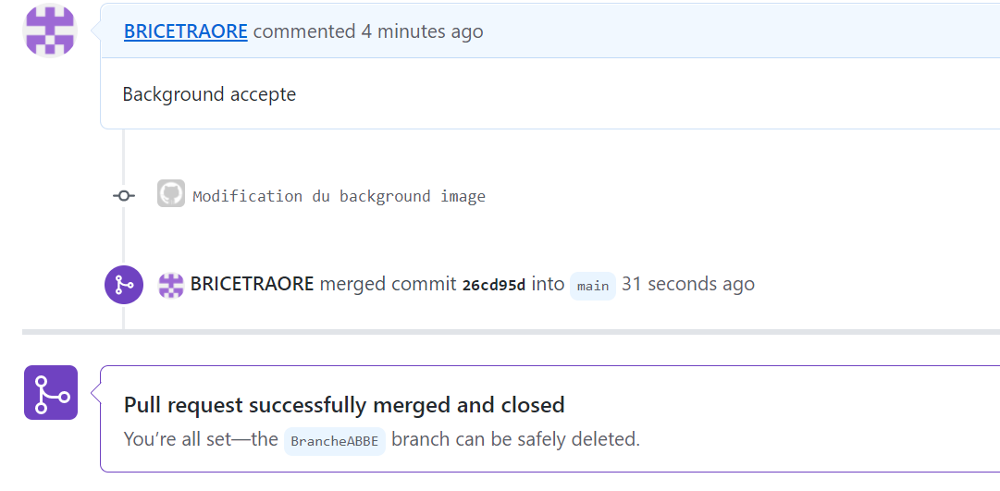 BRICETRAORE commented 4 minutes ago
Background accepte
Modification du background image
BRICETRAORE merged commit 26cd95d into main 31 seconds ago
Pull request successfully merged and closed
You’re all set—the BrancheABBE branch can be safely deleted.